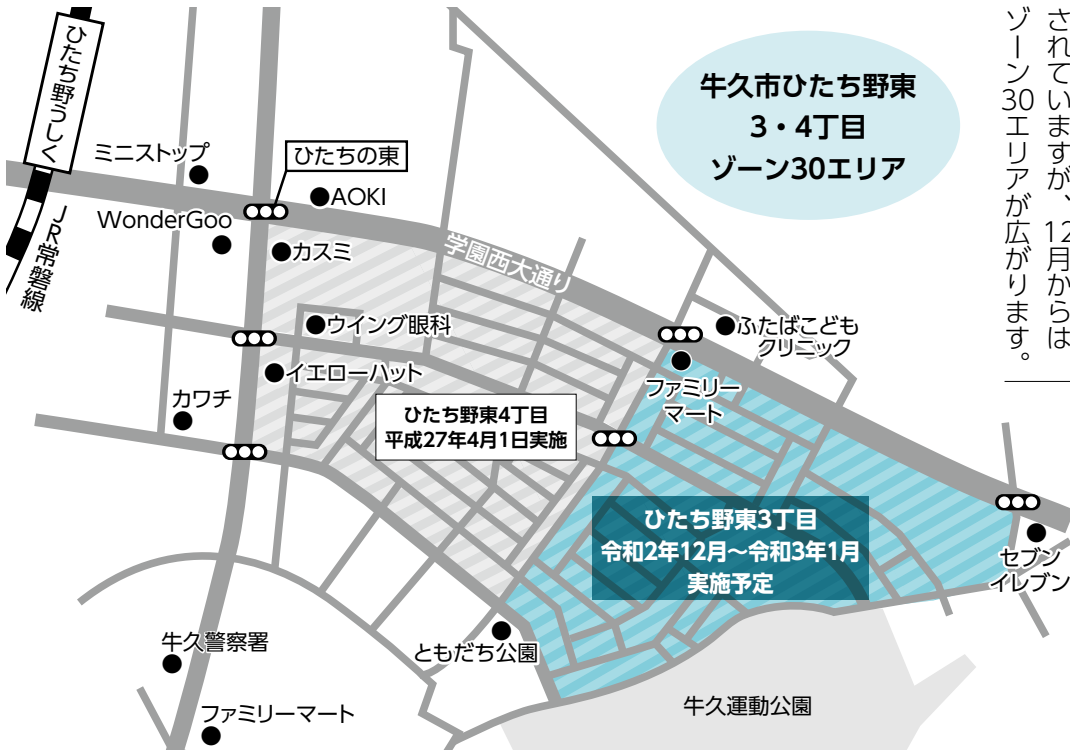 されていますが、12月からは
ゾーン30エリアが広がります。
牛久市ひたち野東
3・4丁目
ゾーン30エリア
ひたち野うしく
JR常磐線
ミニストップ
ひたちの東
AOKI
WonderGoo
カスミ
学園西大通り
ウイング眼科
ふたばこども
クリニック
イエローハット
ファミリー
マート
カワチ
ひたち野東4丁目
平成27年4月1日実施
ひたち野東3丁目
令和2年12月～令和3年1月
実施予定
セブン
イレブン
ともだち公園
牛久警察署
牛久運動公園
ファミリーマート